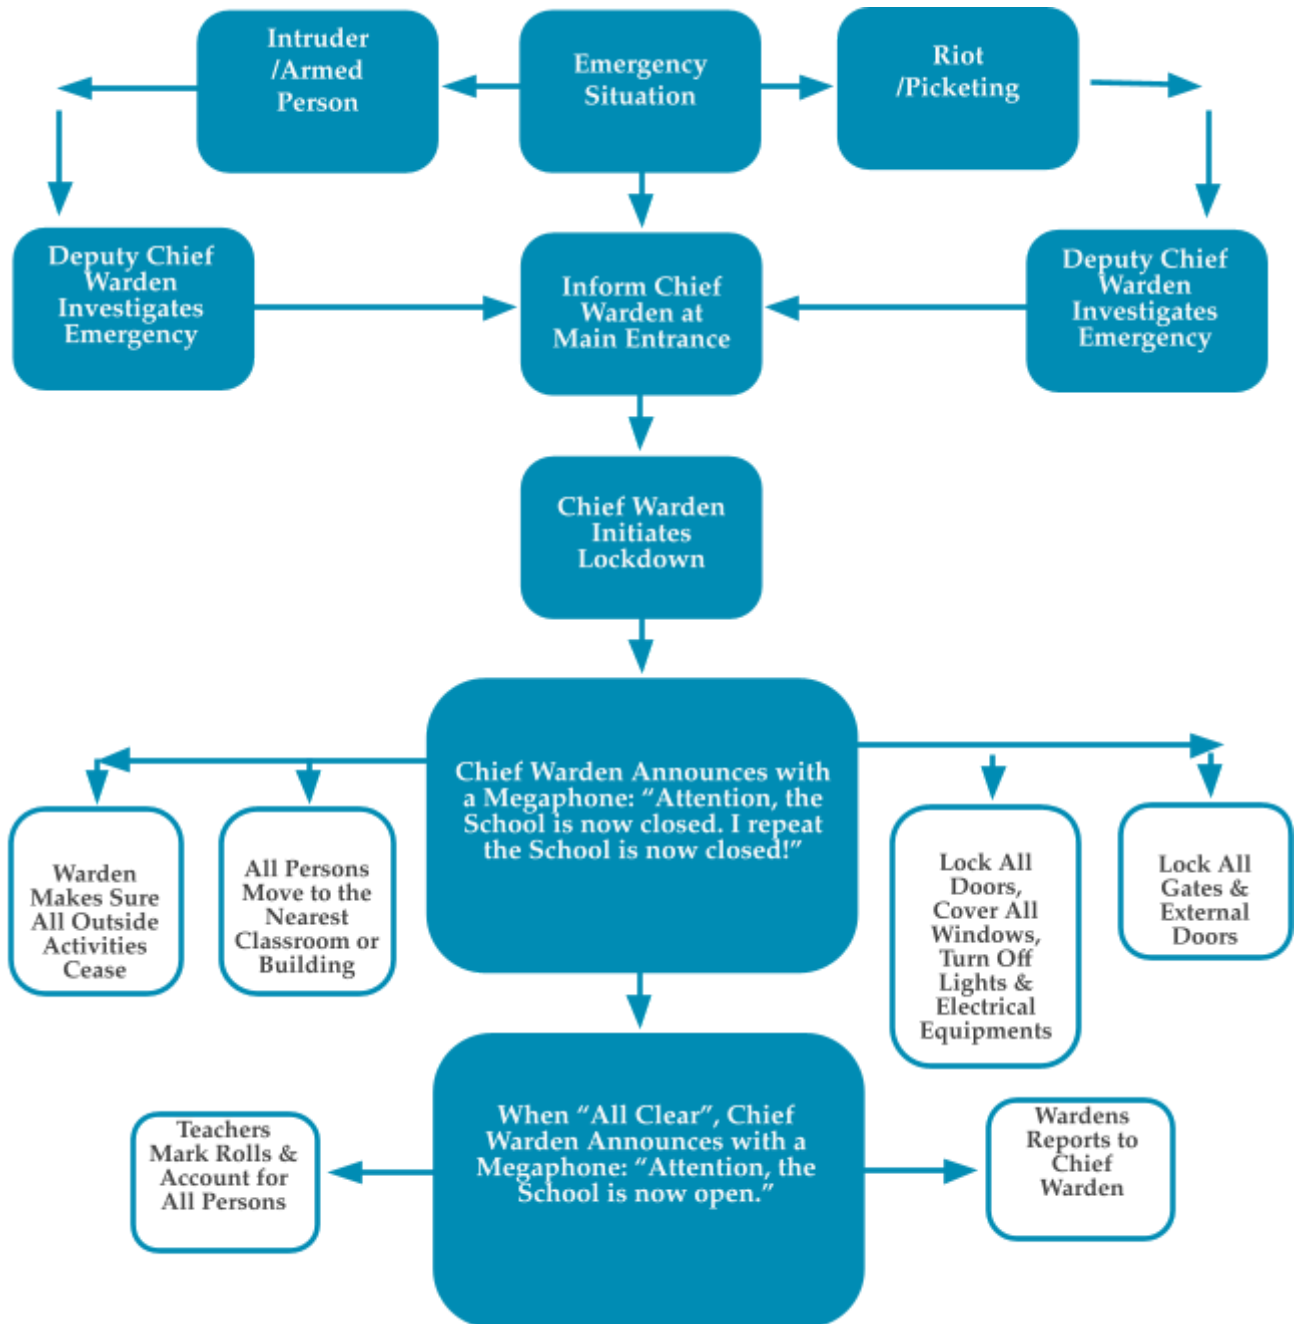 Intruder
/Armed
Person
Emergency
Situation
Riot
/Picketing
Deputy Chief
Warden
Investigates
Emergency
Inform Chief
Warden at
Main Entrance
Deputy Chief
Warden
Investigates
Emergency
Chief Warden
Initiates
Lockdown
Chief Warden Announces with
a Megaphone: “Attention, the
School is now closed. I repeat
the School is now closed!”
Warden
Makes Sure
All Outside
Activities
Cease
All Persons
Move to the
Nearest
Classroom or
Building
Lock All
Doors,
Cover All
Windows,
Turn Off
Lights &
Electrical
Equipments
Lock All
Gates &
External
Doors
When “All Clear”, Chief
Warden Announces with a
Megaphone: “Attention, the
School is now open.”
Teachers
Mark Rolls &
Account for
All Persons
Wardens
Reports to
Chief
Warden